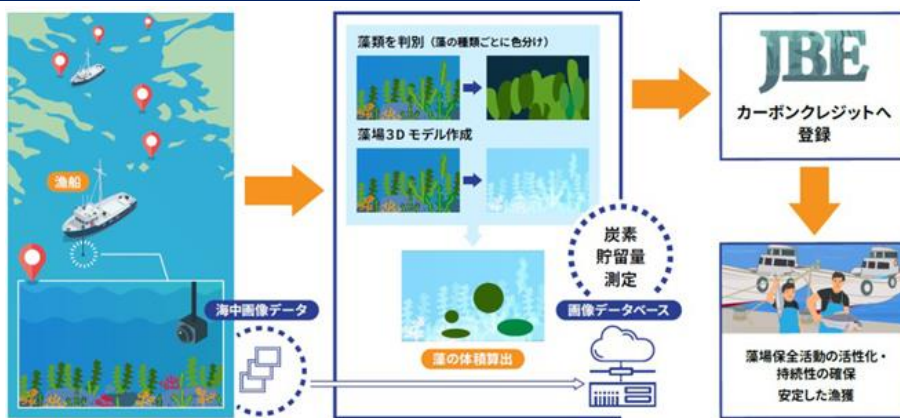 漁船
海中画像データ
藻類を判別（藻の種類ごとに色分け）
藻場3Dモデル作成
炭素
貯留量
測定
藻の体積算出
画像データベース
JBE
カーボンクレジットへ
登録
藻場保全活動の活性化・
持続性の確保
安定した漁獲